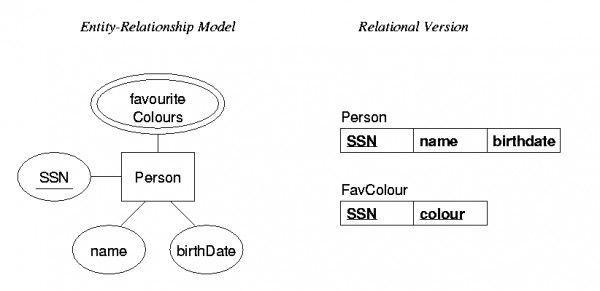 Entity-Relationship Model
Relational Version
favourite
Colours
SSN
Person
name
birthDate
Person
SSN name birthdate
FavColour
SSN colour